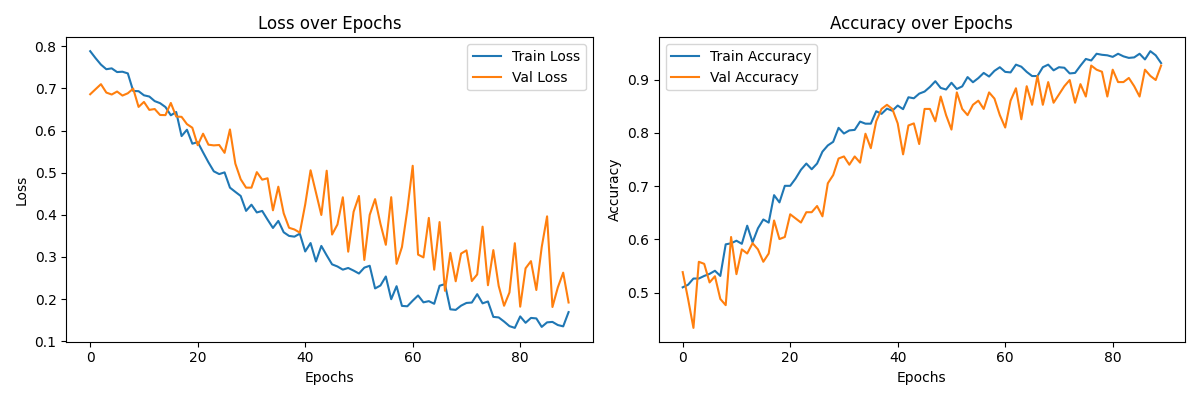 Loss over Epochs
Train Loss
Val Loss
0.8
0.7
0.6
0.5
0.4
0.3
0.2
0.1
Loss
0 20 40 60 80
Epochs
Accuracy over Epochs
Train Accuracy
Val Accuracy
0.9
0.8
0.7
0.6
0.5
Accuracy
0 20 40 60 80
Epochs